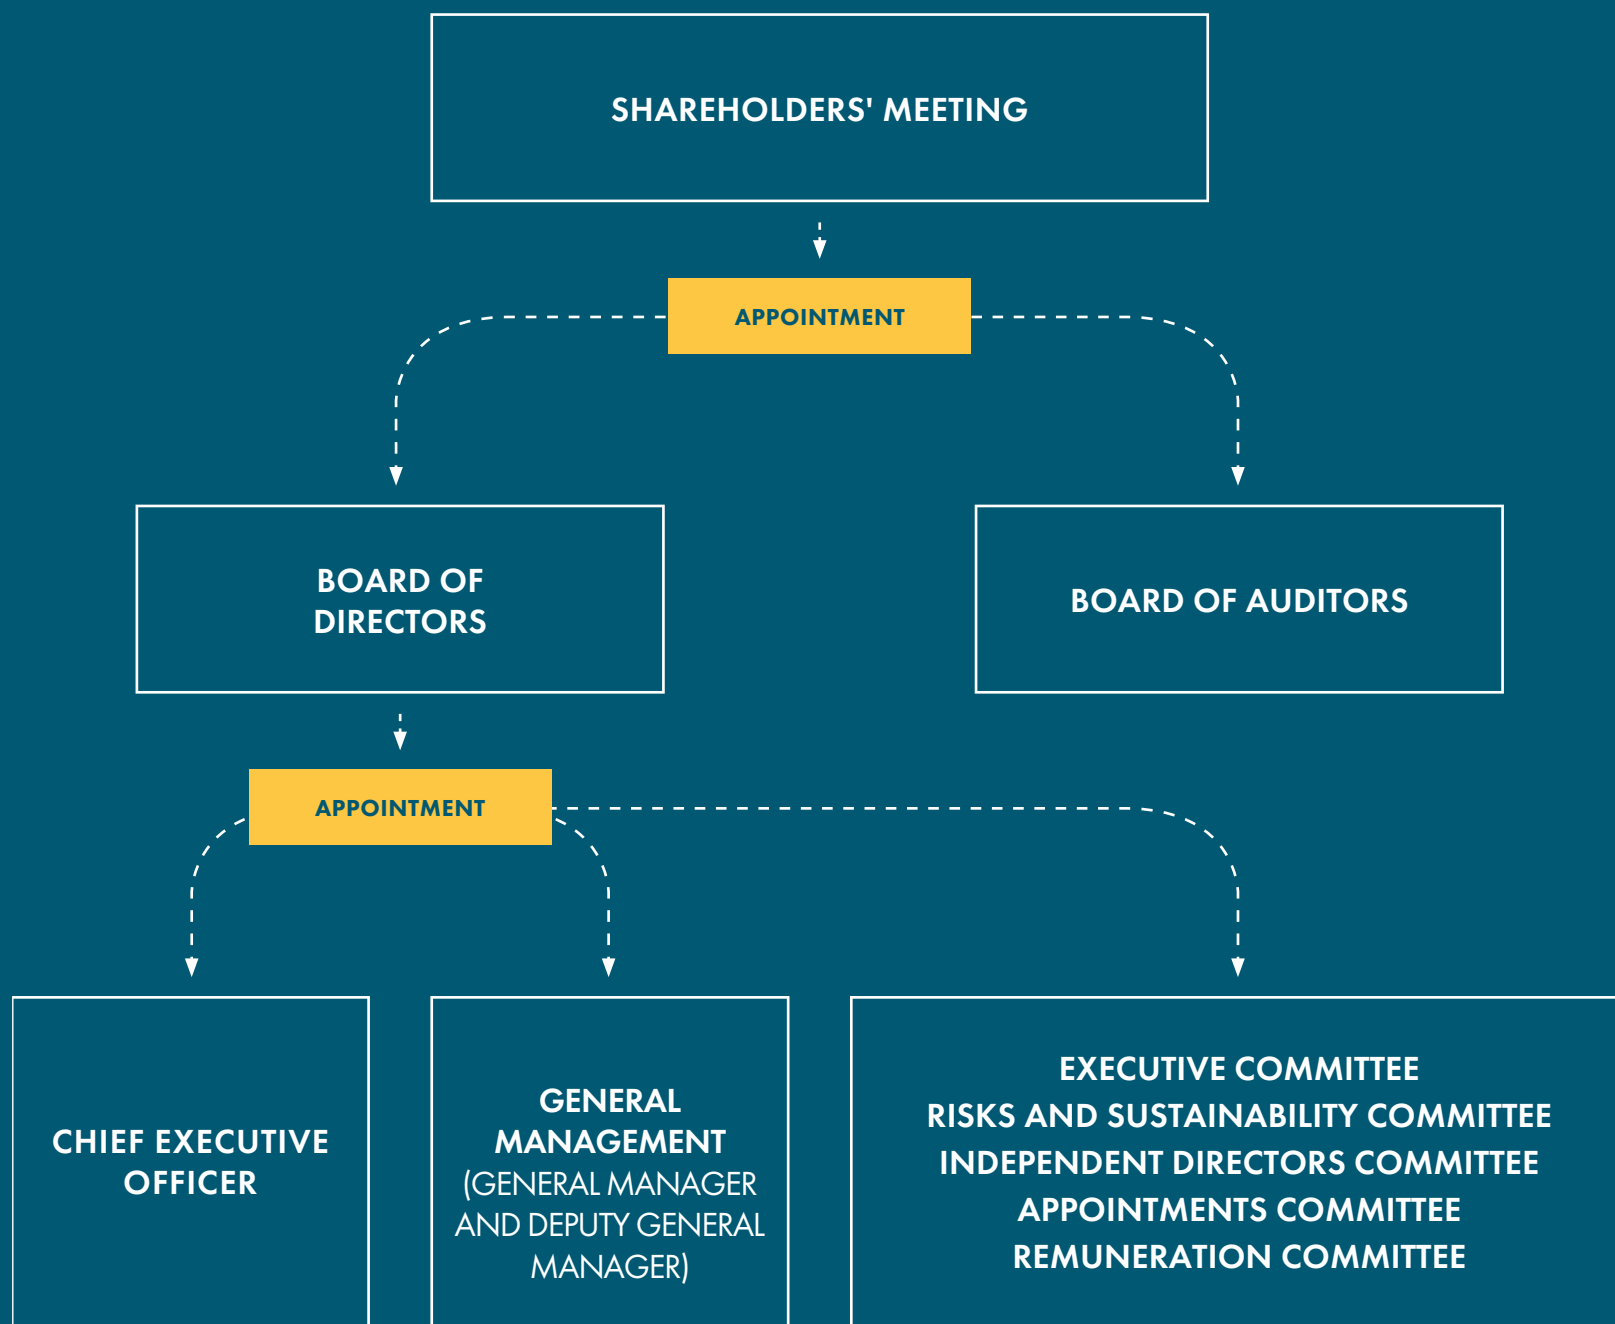 SHAREHOLDERS' MEETING
APPOINTMENT
BOARD OF
DIRECTORS
BOARD OF AUDITORS
APPOINTMENT
CHIEF EXECUTIVE
OFFICER
GENERAL
MANAGEMENT
(GENERAL MANAGER
AND DEPUTY GENERAL
MANAGER)
EXECUTIVE COMMITTEE
RISKS AND SUSTAINABILITY COMMITTEE
INDEPENDENT DIRECTORS COMMITTEE
APPOINTMENTS COMMITTEE
REMUNERATION COMMITTEE